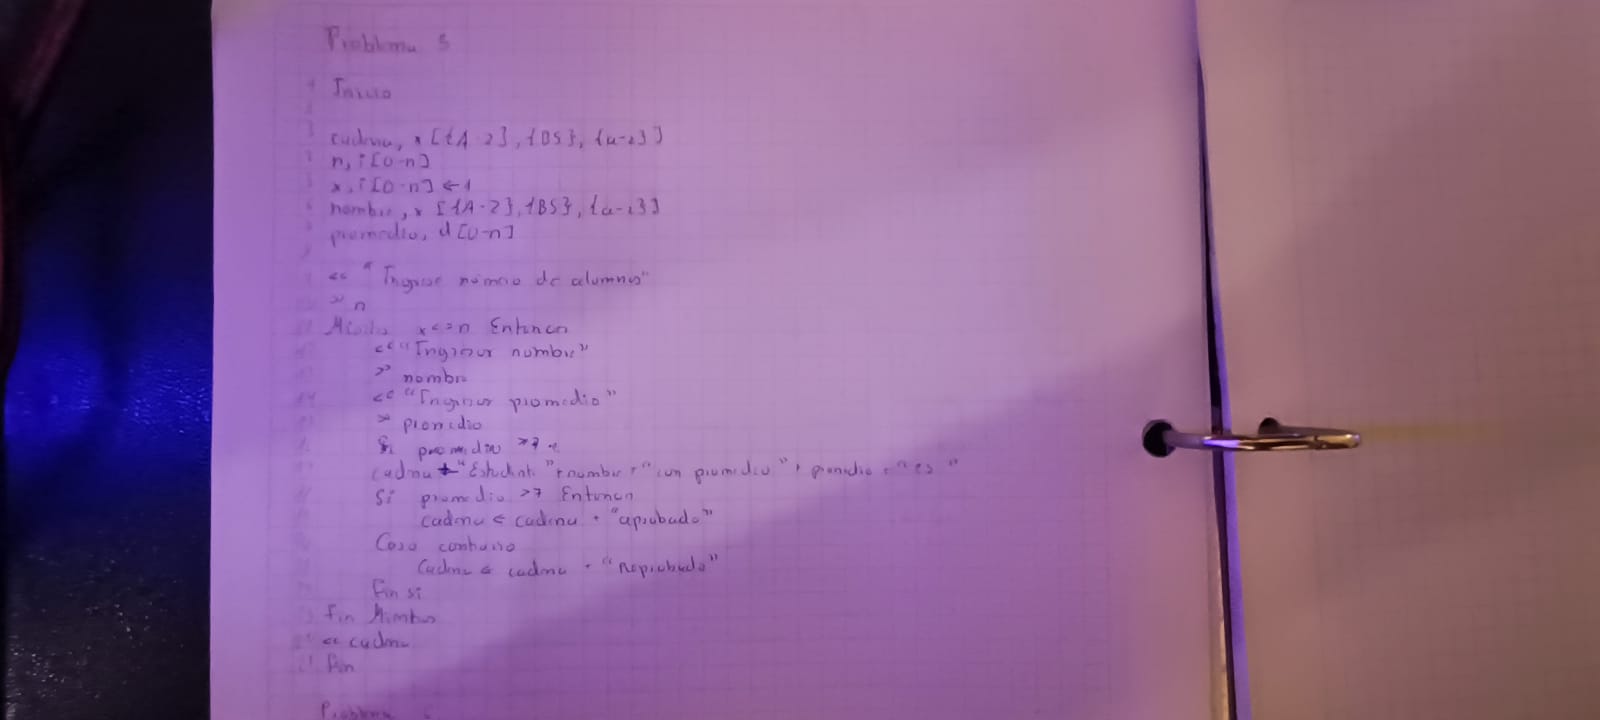 Problema 5
Inicio
cadena, x [{A-Z}, {BS}, {a-z}]
n, i [0-n]
x, i [0-n] ← 1
nombre, x [{A-Z}, {BS}, {a-z}]
promedio, d [0-n]
<< "Ingrese número de alumnos"
>> n
Mientras x<=n Entonces
<< "Ingresar nombre"
>> nombre
<< "Ingresar promedio"
>> promedio
Si promedio >7
cadena ← "Estudiante " + nombre + " con promedio " + promedio + " es "
Si promedio >7 Entonces
cadena ← cadena + "aprobado"
Caso contrario
cadena ← cadena + "Reprobado"
Fin si
Fin Mientras
<< cadena
Fin
Problema